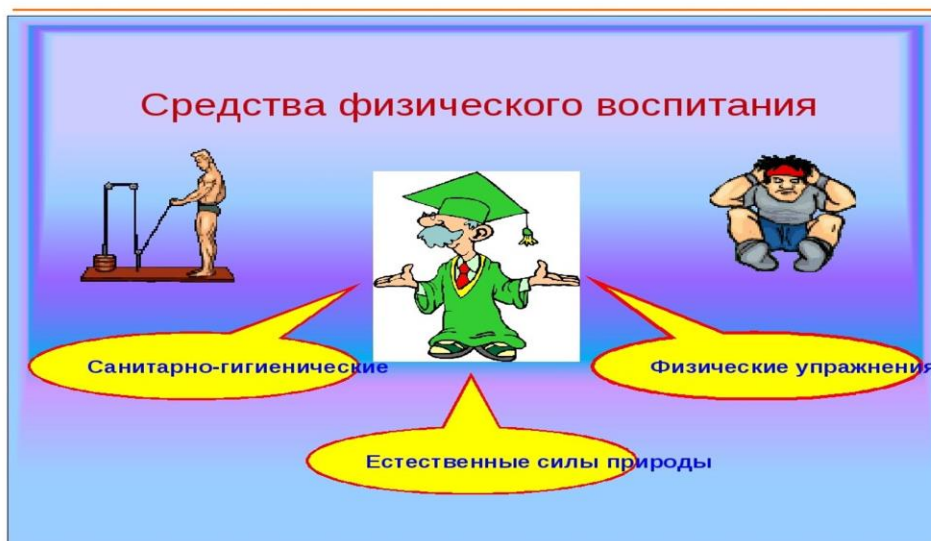 Средства физического воспитания
Санитарно-гигиенические
Физические упражнения
Естественные силы природы